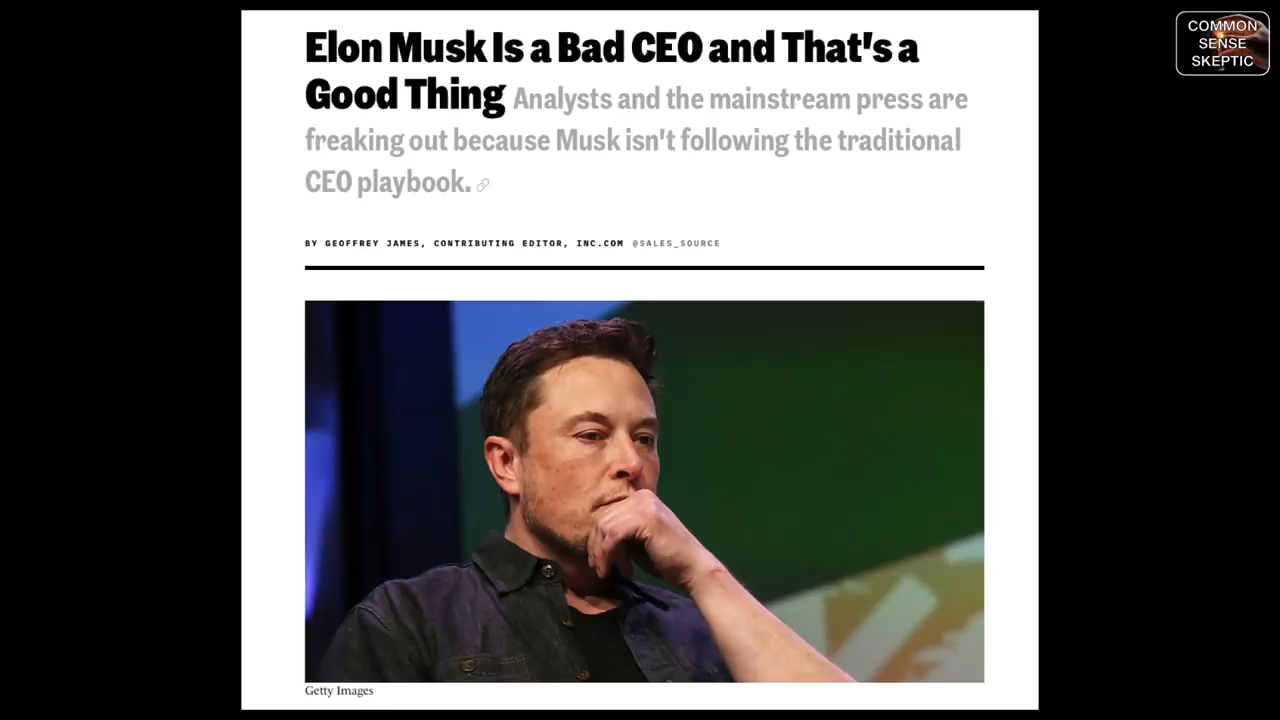 COMMON
SENSE
SKEPTIC
Elon Musk Is a Bad CEO and That's a
Good Thing Analysts and the mainstream press are
freaking out because Musk isn't following the traditional
CEO playbook.
BY GEOFFREY JAMES, CONTRIBUTING EDITOR, INC.COM @SALES_SOURCE
Getty Images